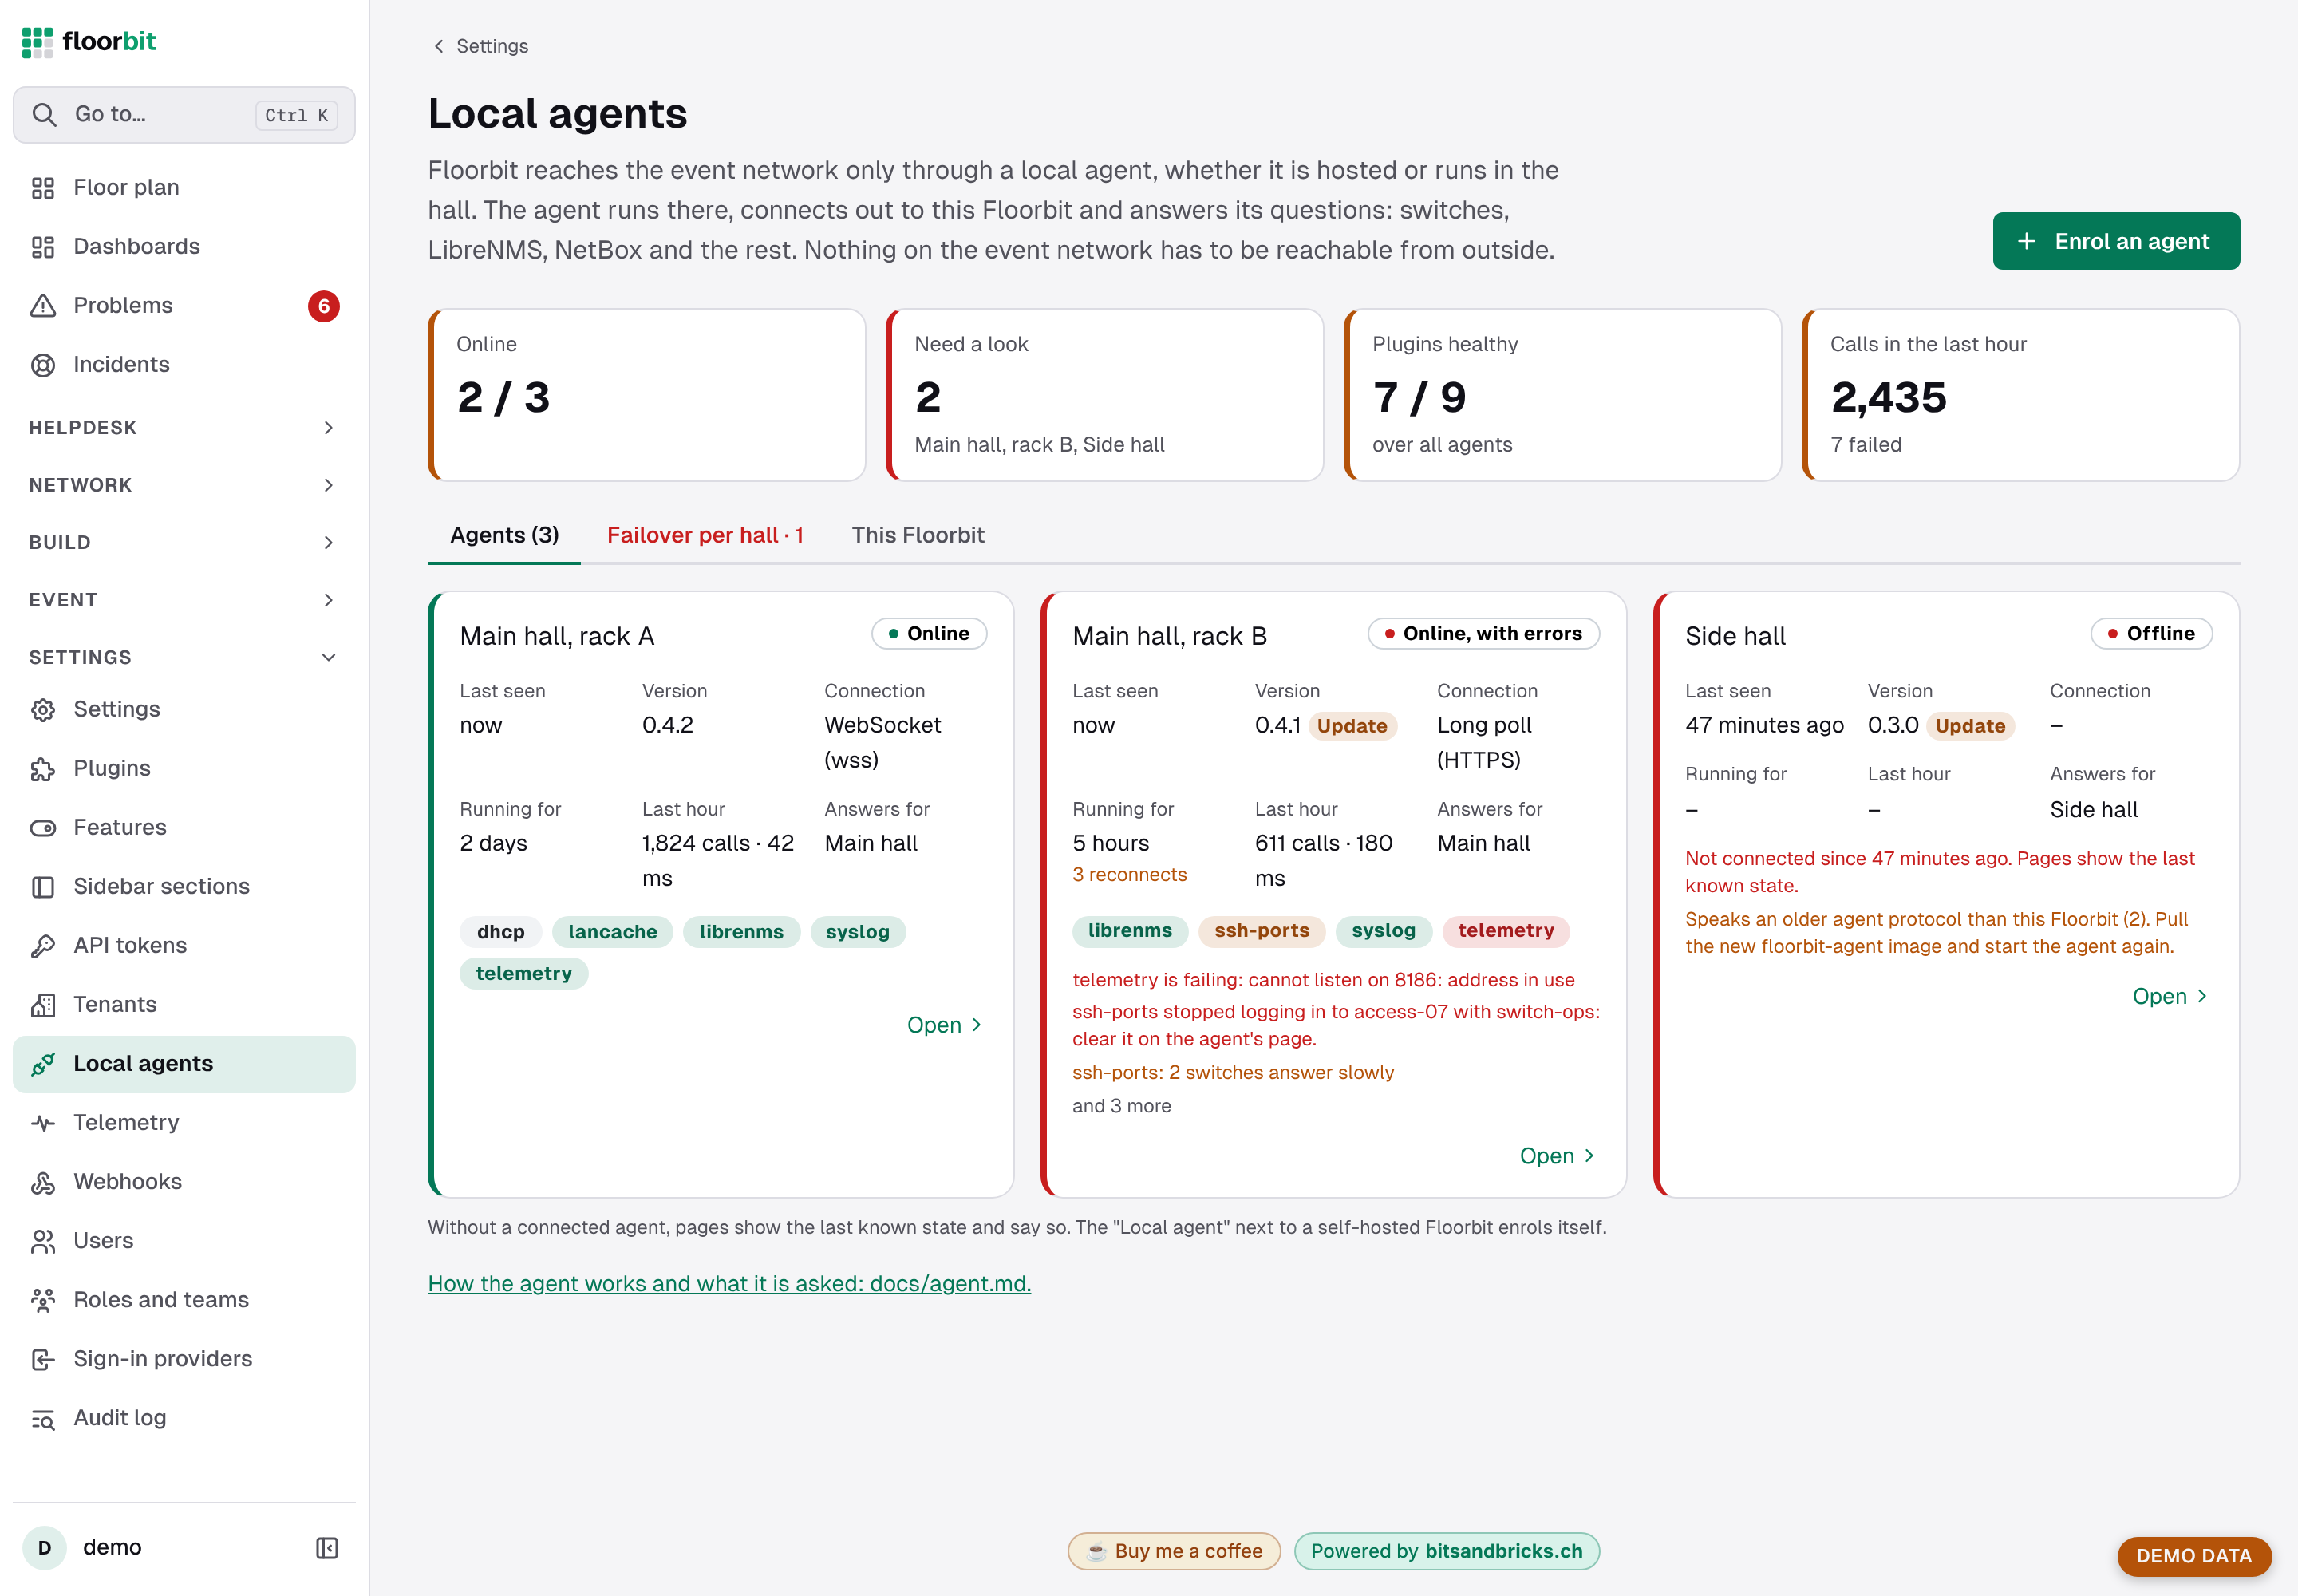 floorbit
Go to...
Ctrl K
Floor plan
Dashboards
Problems
6
Incidents
HELPDESK
NETWORK
BUILD
EVENT
SETTINGS
Settings
Plugins
Features
Sidebar sections
API tokens
Tenants
Local agents
Telemetry
Webhooks
Users
Roles and teams
Sign-in providers
Audit log
D
demo
Settings
Local agents
Floorbit reaches the event network only through a local agent, whether it is hosted or runs in the
hall. The agent runs there, connects out to this Floorbit and answers its questions: switches,
LibreNMS, NetBox and the rest. Nothing on the event network has to be reachable from outside.
+ Enrol an agent
Online
2 / 3
Need a look
2
Main hall, rack B, Side hall
Plugins healthy
7 / 9
over all agents
Calls in the last hour
2,435
7 failed
Agents (3)
Failover per hall · 1
This Floorbit
Main hall, rack A
Online
Last seen
now
Version
0.4.2
Connection
WebSocket
(wss)
Running for
2 days
Last hour
1,824 calls · 42
ms
Answers for
Main hall
dhcp
lancache
librenms
syslog
telemetry
Open
Main hall, rack B
Online, with errors
Last seen
now
Version
0.4.1 Update
Connection
Long poll
(HTTPS)
Running for
5 hours
3 reconnects
Last hour
611 calls · 180
ms
Answers for
Main hall
librenms
ssh-ports
syslog
telemetry
telemetry is failing: cannot listen on 8186: address in use
ssh-ports stopped logging in to access-07 with switch-ops:
clear it on the agent's page.
ssh-ports: 2 switches answer slowly
and 3 more
Open
Side hall
Offline
Last seen
47 minutes ago
Version
0.3.0 Update
Connection
–
Running for
–
Last hour
–
Answers for
Side hall
Not connected since 47 minutes ago. Pages show the last
known state.
Speaks an older agent protocol than this Floorbit (2). Pull
the new floorbit-agent image and start the agent again.
Open
Without a connected agent, pages show the last known state and say so. The "Local agent" next to a self-hosted Floorbit enrols itself.
How the agent works and what it is asked: docs/agent.md.
Buy me a coffee
Powered by bitsandbricks.ch
DEMO DATA